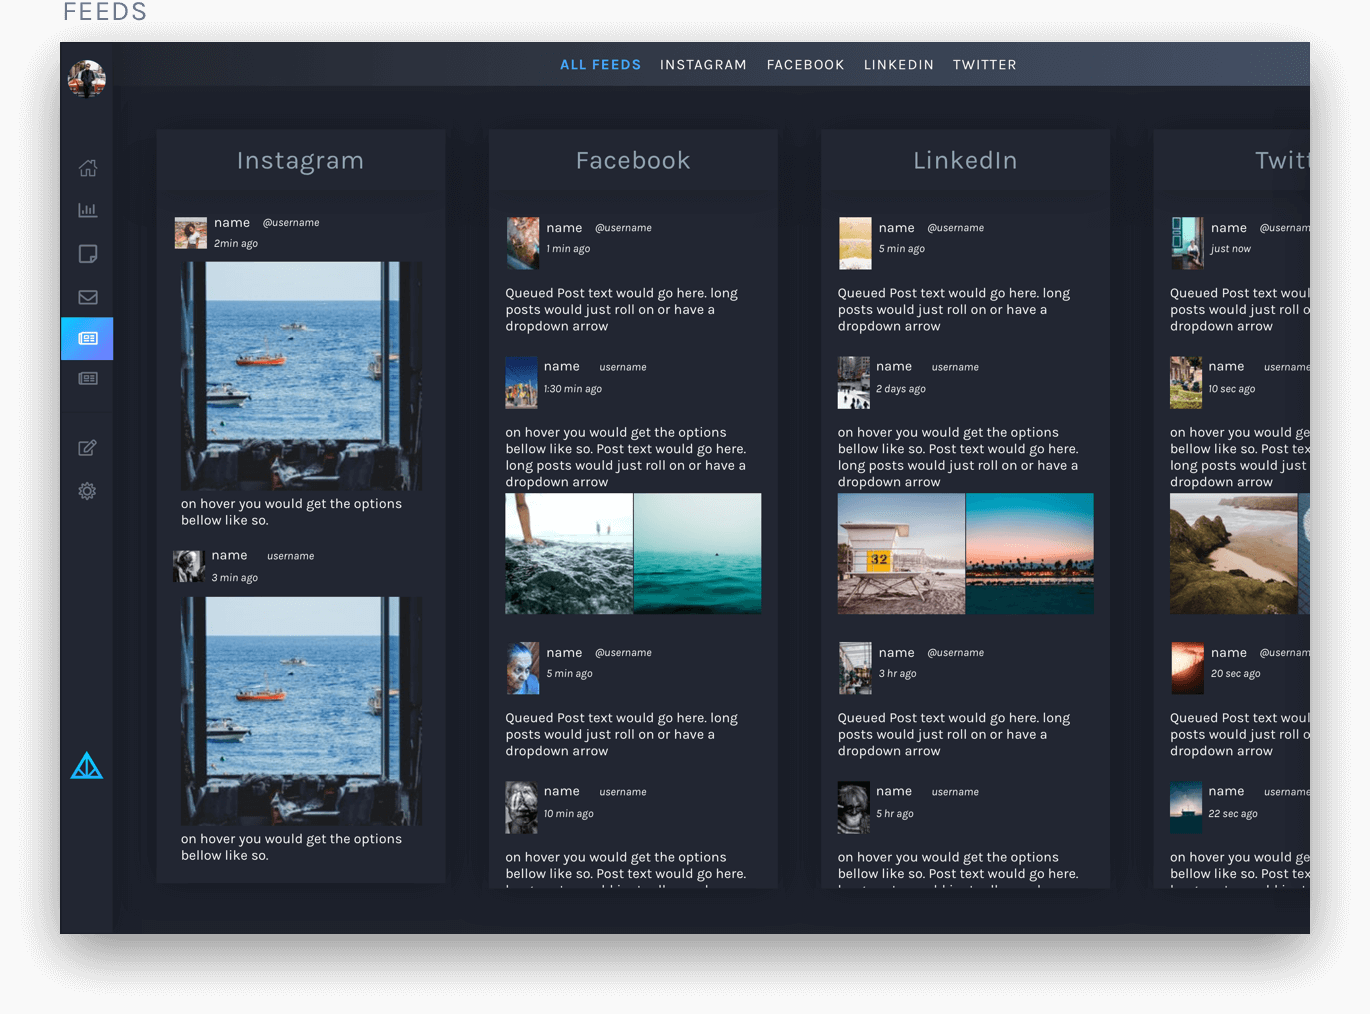 FEEDS
ALL FEEDS INSTAGRAM FACEBOOK LINKEDIN TWITTER
Instagram
name @username
2min ago
on hover you would get the options
bellow like so.
name username
3 min ago
on hover you would get the options
bellow like so.
Facebook
name @username
1 min ago
Queued Post text would go here. long
posts would just roll on or have a
dropdown arrow
name username
1:30 min ago
on hover you would get the options
bellow like so. Post text would go here.
long posts would just roll on or have a
dropdown arrow
name @username
5 min ago
Queued Post text would go here. long
posts would just roll on or have a
dropdown arrow
name username
10 min ago
on hover you would get the options
bellow like so. Post text would go here.
LinkedIn
name @username
5 min ago
Queued Post text would go here. long
posts would just roll on or have a
dropdown arrow
name username
2 days ago
on hover you would get the options
bellow like so. Post text would go here.
long posts would just roll on or have a
dropdown arrow
32
name @username
3 hr ago
Queued Post text would go here. long
posts would just roll on or have a
dropdown arrow
name username
5 hr ago
on hover you would get the options
bellow like so. Post text would go here.
Twitt
name @usernam
just now
Queued Post text woul
posts would just roll o
dropdown arrow
name username
10 sec ago
on hover you would ge
bellow like so. Post tex
long posts would just
dropdown arrow
name @usernam
20 sec ago
Queued Post text woul
posts would just roll o
dropdown arrow
name username
22 sec ago
on hover you would ge
bellow like so. Post tex